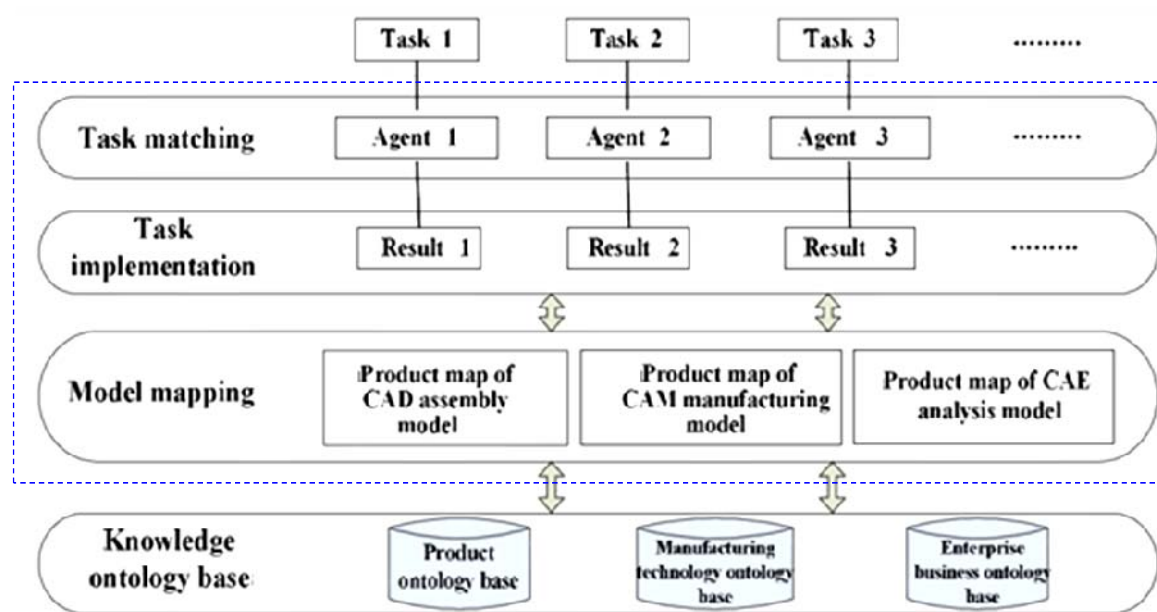 Task 1 Task 2 Task 3 .........
Task matching Agent 1 Agent 2 Agent 3 .........
Task
implementation
Result 1 Result 2 Result 3 .........
Model mapping
Product map of
CAD assembly
model
Product map of
CAM manufacturing
model
Product map of CAE
analysis model
Knowledge
ontology base
Product
ontology base
Manufacturing
technology ontology
base
Enterprise
business ontology
base